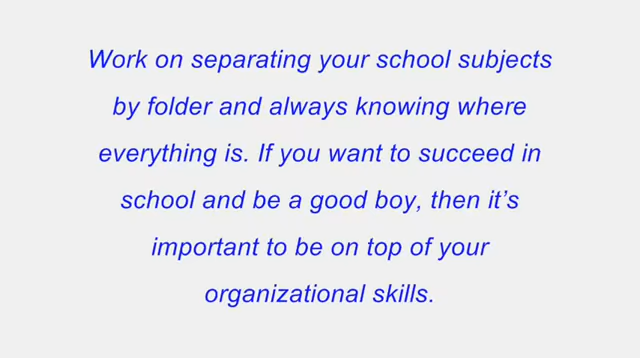 Work on separating your school subjects
by folder and always knowing where
everything is. If you want to succeed in
school and be a good boy, then it’s
important to be on top of your
organizational skills.